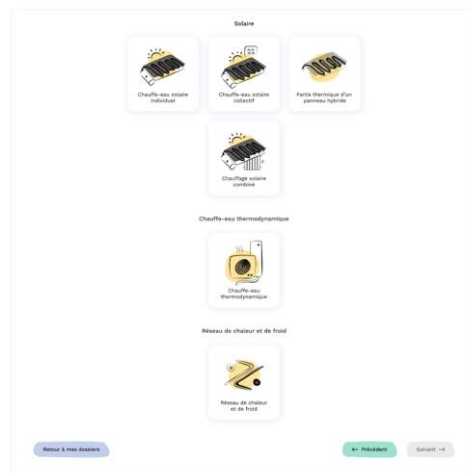 Solaire
Chauffe-eau solaire
individuel
Chauffe-eau solaire
collectif
Partie thermique d'un
panneau hybride
Chauffage solaire
combiné
Chauffe-eau thermodynamique
Chauffe-eau
thermodynamique
Réseau de chaleur et de froid
Réseau de chaleur
et de froid
Retour à mes dossiers
← Précédent
Suivant →